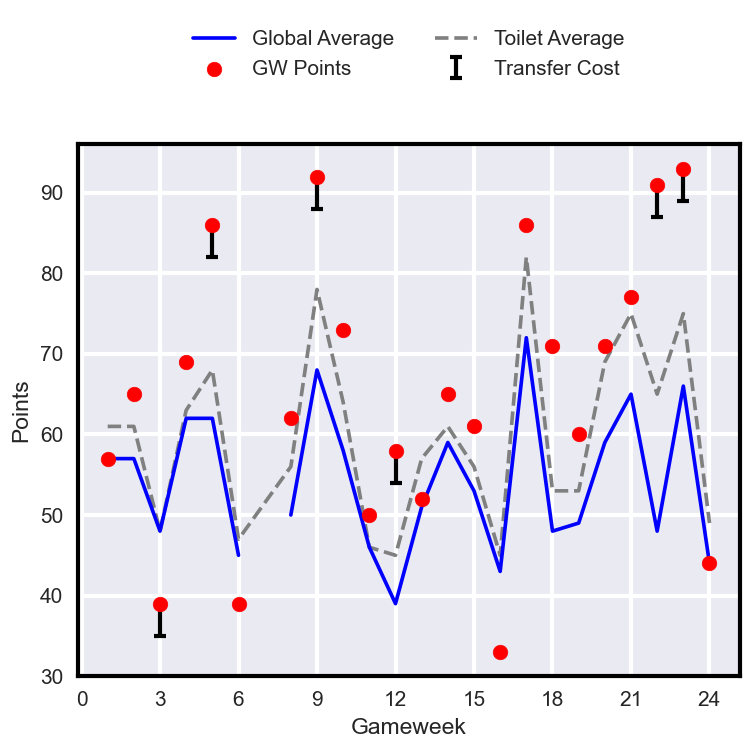 Global Average
Toilet Average
GW Points
Transfer Cost
90
80
70
60
50
40
30
Points
0 3 6 9 12 15 18 21 24
Gameweek